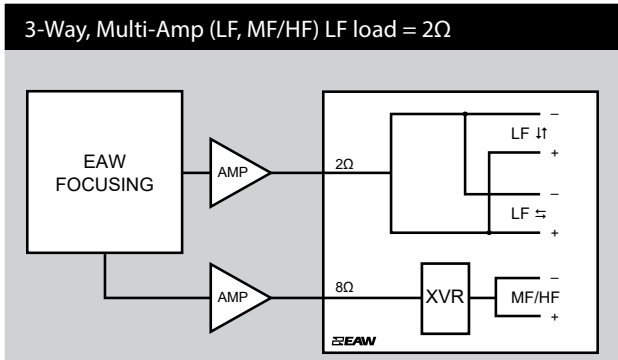 3-Way, Multi-Amp (LF, MF/HF) LF load = 2Ω
EAW
FOCUSING
AMP
2Ω
−
LF ↓↑
+
−
LF ⇆
+
AMP
8Ω
XVR
−
MF/HF
+
EAW